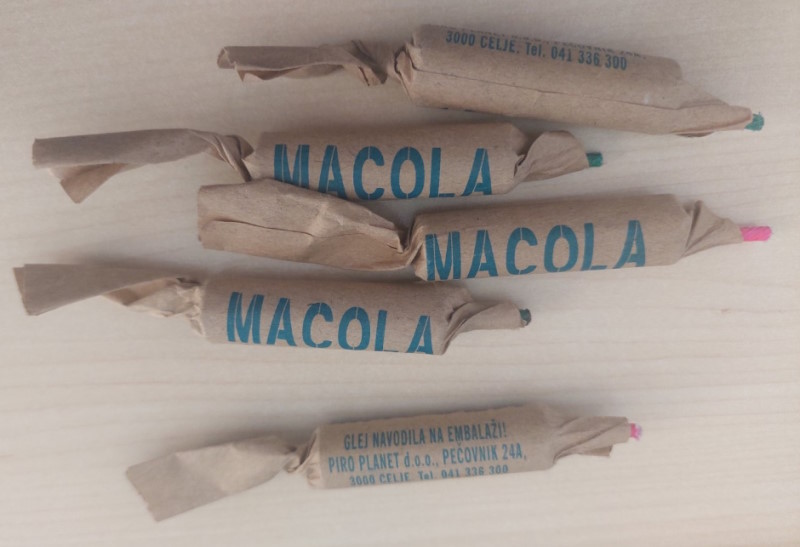 3000 CELJE, Tel. 041 336 300
MACOLA
MACOLA
MACOLA
GLEJ NAVODILA NA EMBALAŽI!
PIRO PLANET d.o.o., PEČOVNIK 24A,
3000 CELJE, Tel. 041 336 300